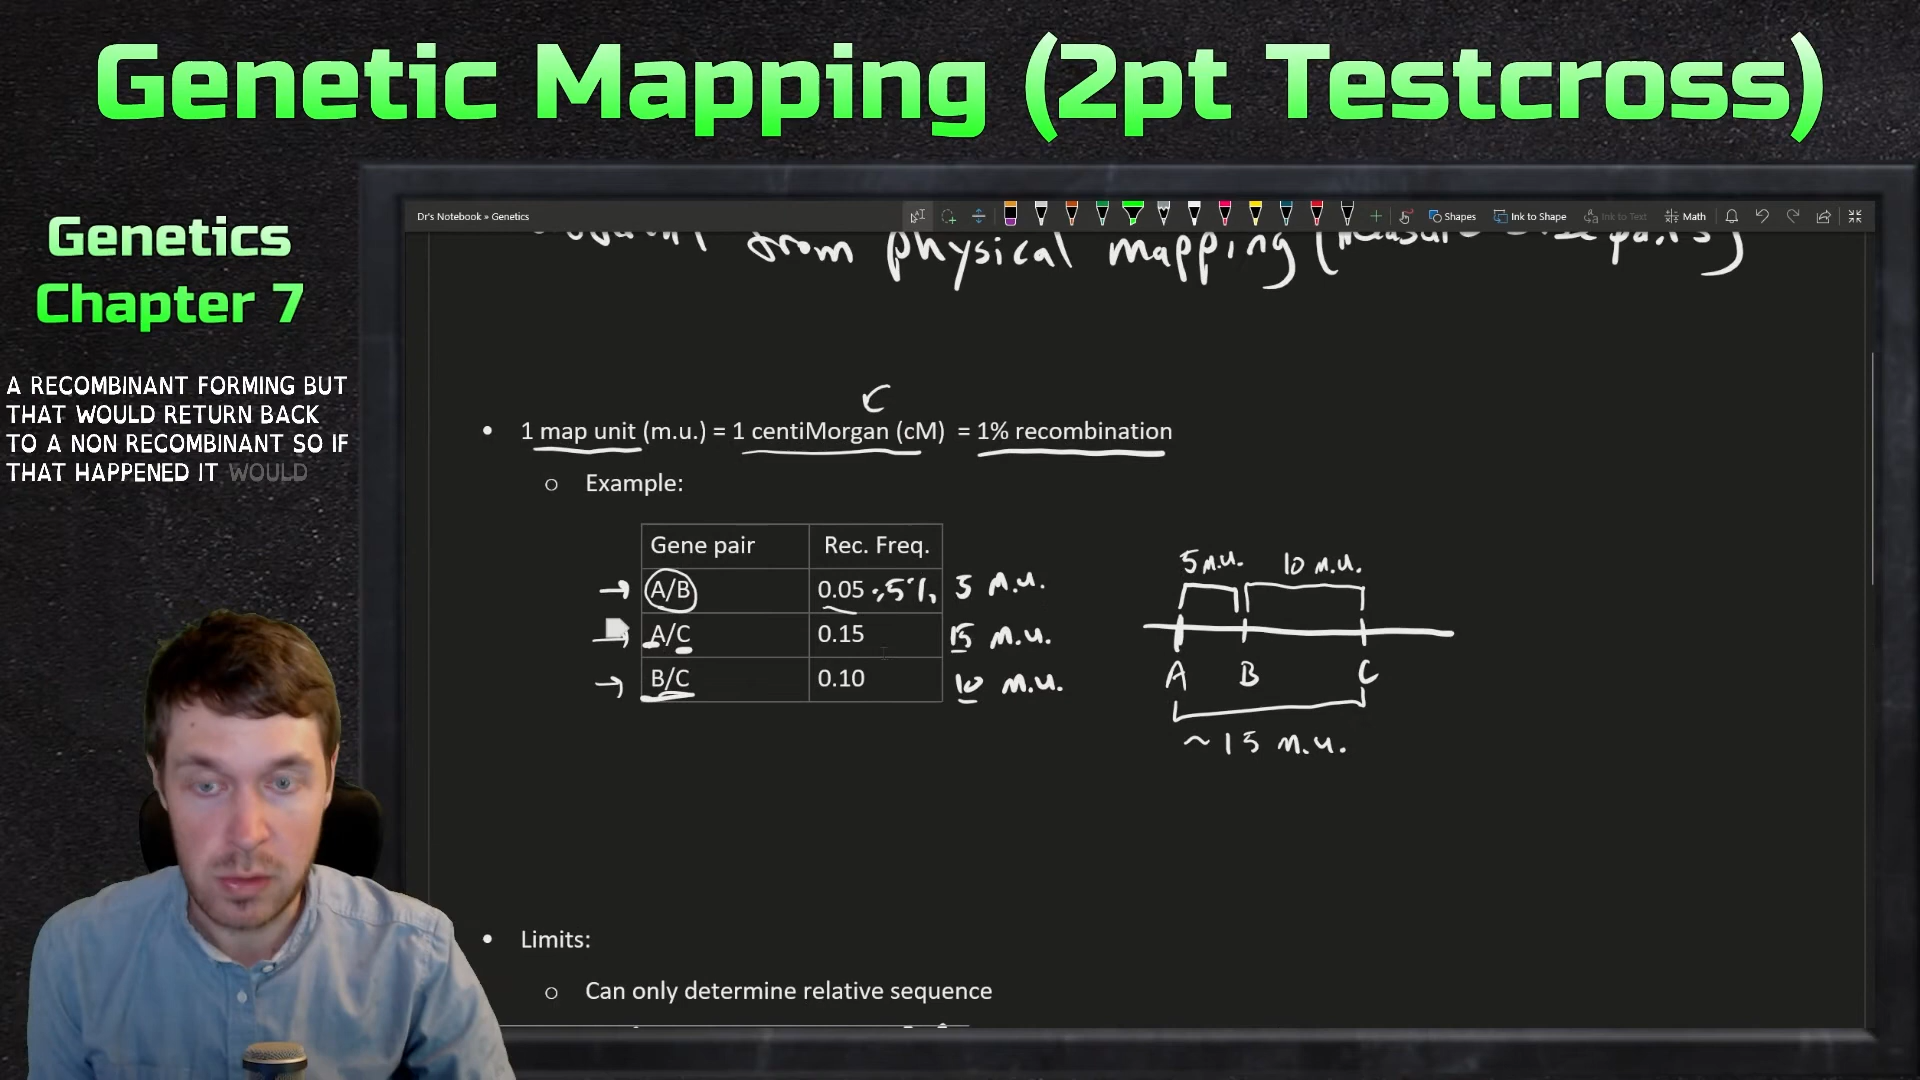 Genetic Mapping (2pt Testcross)
Genetics
Chapter 7
A RECOMBINANT FORMING BUT
THAT WOULD RETURN BACK
TO A NON RECOMBINANT SO IF
THAT HAPPENED IT WOULD
Dr's Notebook » Genetics
Shapes
Ink to Shape
Ink to Text
Math
from physical mapping (
C
• 1 map unit (m.u.) = 1 centiMorgan (cM) = 1% recombination
o Example:
Gene pair Rec. Freq.
A/B 0.05 5% 5 m.u.
A/C 0.15 15 m.u.
B/C 0.10 10 m.u.
5 m.u. 10 m.u.
A B C
~15 m.u.
• Limits:
o Can only determine relative sequence